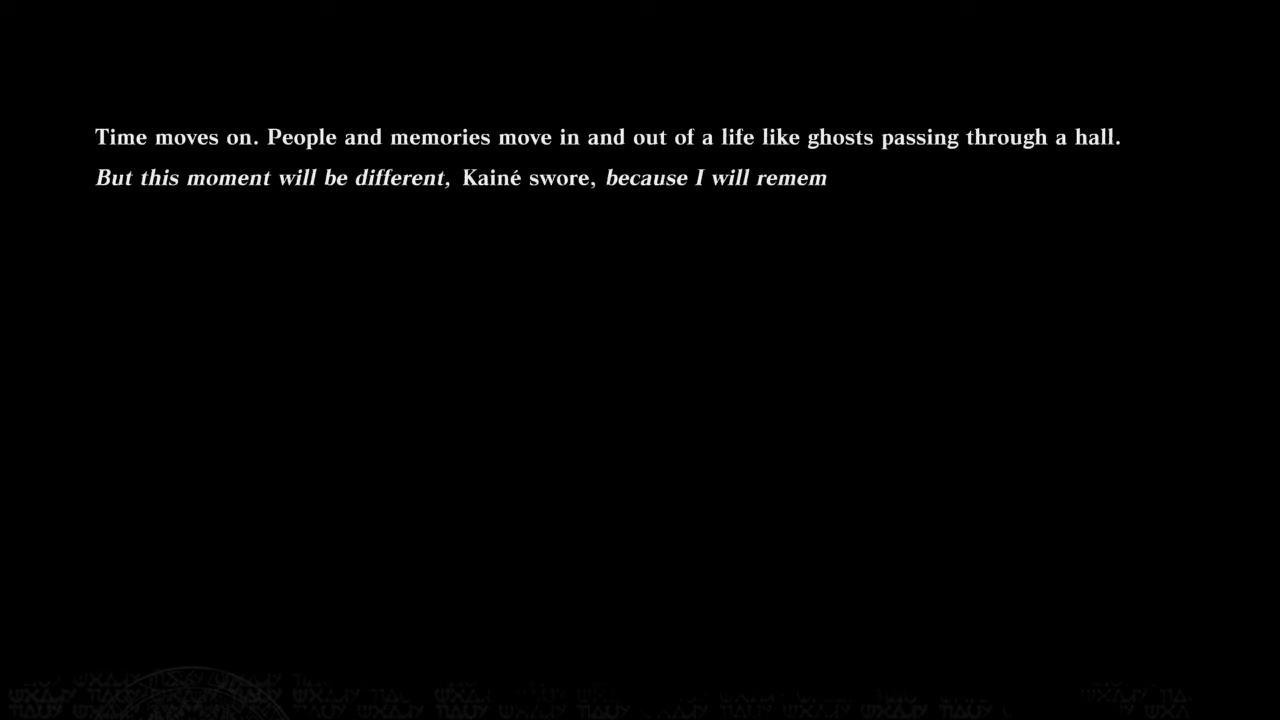 Time moves on. People and memories move in and out of a life like ghosts passing through a hall.
But this moment will be different, Kainé swore, because I will remem